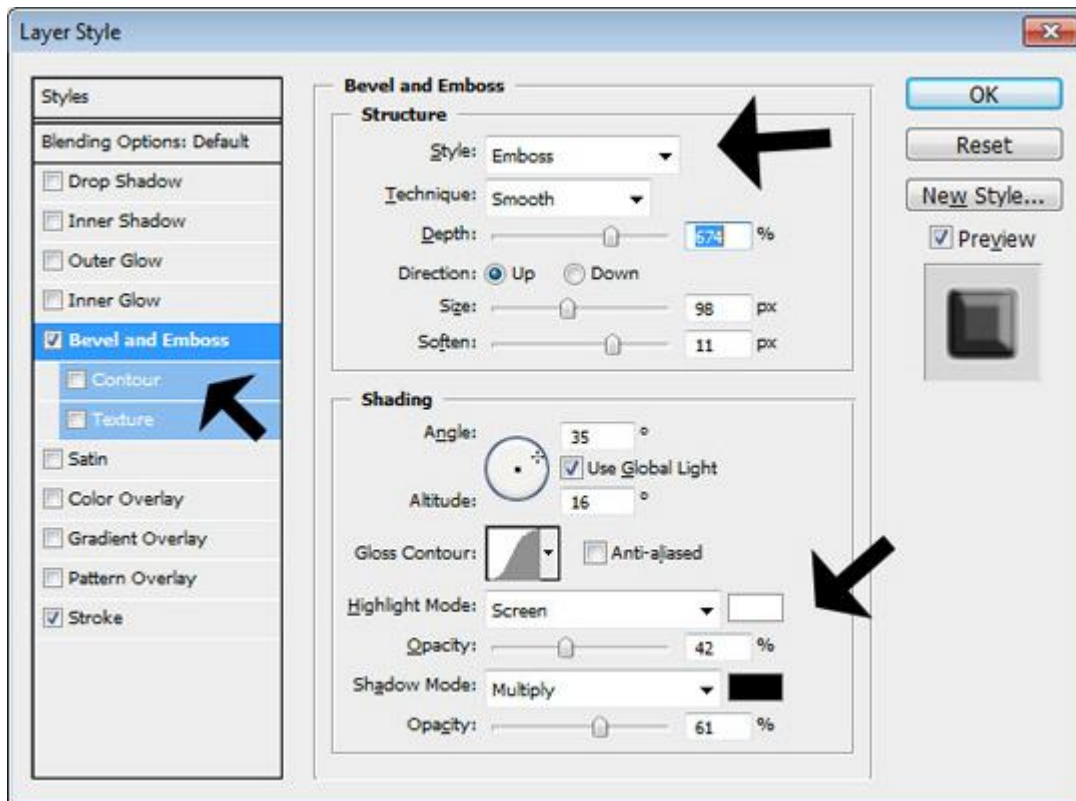 Layer Style
Styles
Blending Options: Default
Drop Shadow
Inner Shadow
Outer Glow
Inner Glow
Bevel and Emboss
Contour
Texture
Satin
Color Overlay
Gradient Overlay
Pattern Overlay
Stroke
Bevel and Emboss
Structure
Style: Emboss
Technique: Smooth
Depth: 674 %
Direction: Up Down
Size: 98 px
Soften: 11 px
Shading
Angle: 35 °
Use Global Light
Altitude: 16 °
Gloss Contour: Anti-aliased
Highlight Mode: Screen
Opacity: 42 %
Shadow Mode: Multiply
Opacity: 61 %
OK
Reset
New Style...
Preview